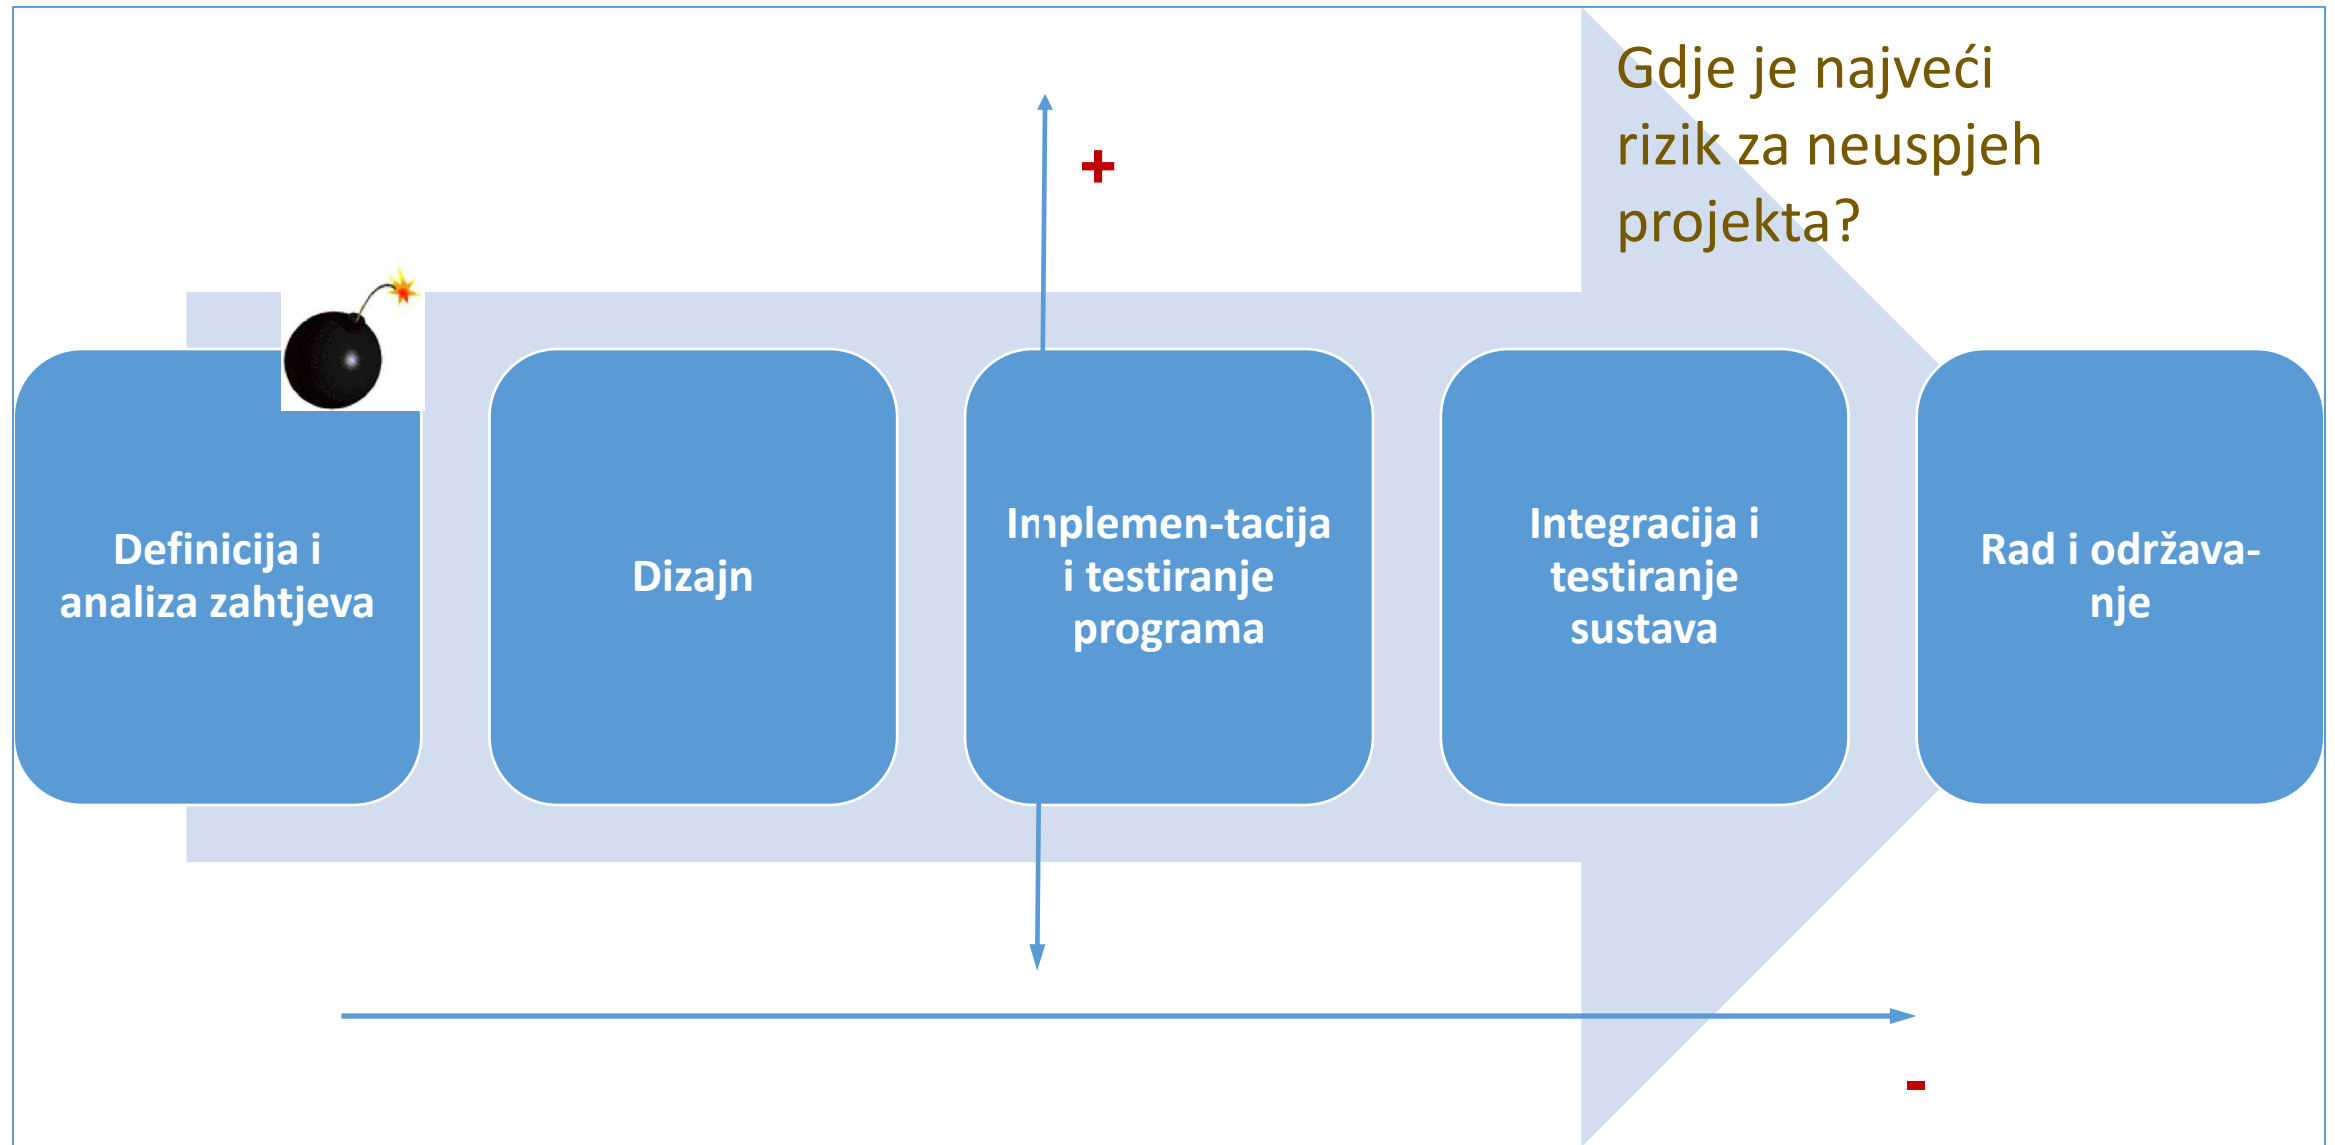 Gdje je najveći
rizik za neuspjeh
projekta?
+
Definicija i
analiza zahtjeva
Dizajn
Implemen-tacija
i testiranje
programa
Integracija i
testiranje
sustava
Rad i održava-
nje
-